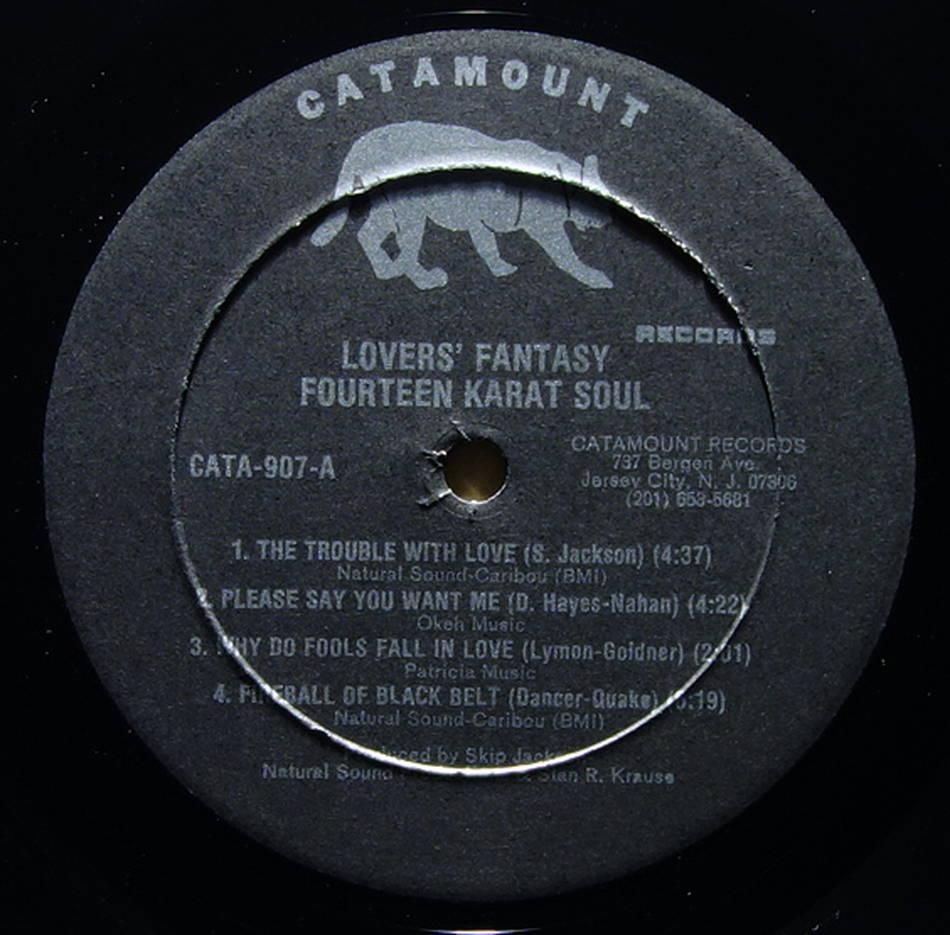 CATAMOUNT
RECORDS
LOVERS' FANTASY
FOURTEEN KARAT SOUL
CATA-907-A
CATAMOUNT RECORDS
737 Bergen Ave.
Jersey City, N. J. 07306
(201) 653-5681
1. THE TROUBLE WITH LOVE (S. Jackson) (4:37)
Natural Sound-Caribou (BMI)
2. PLEASE SAY YOU WANT ME (D. Hayes-Nahan) (4:22)
Okeh Music
3. WHY DO FOOLS FALL IN LOVE (Lymon-Goldner)
Patricia Music
4. FIREBALL OF BLACK BELT (Dancer-Quake)
Natural Sound-Caribou (BMI)
by Skip
Natural Sound & Stan R. Krause